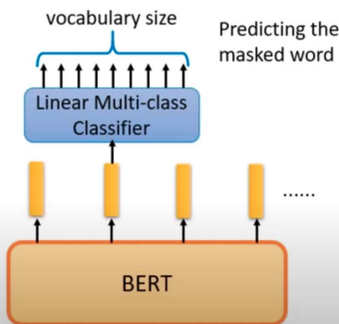 vocabulary size
Predicting the
masked word
Linear Multi-class
Classifier
......
BERT